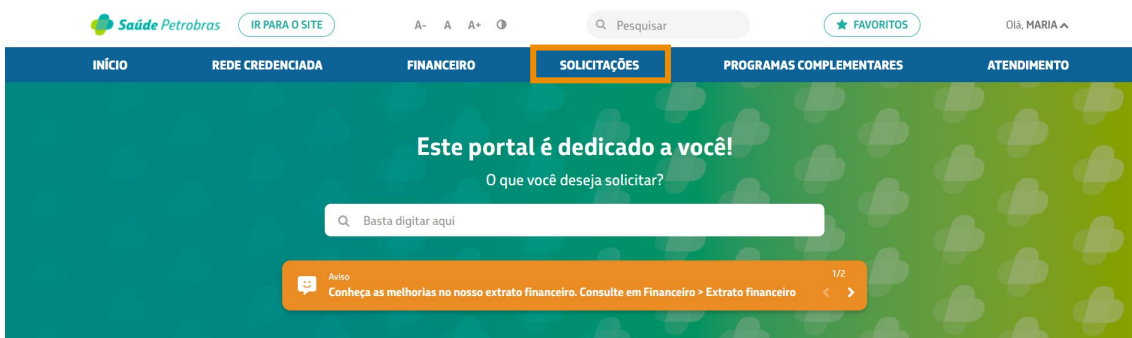 Saúde Petrobras IR PARA O SITE A- A A+ Pesquisar FAVORITOS Olá, MARIA
INÍCIO REDE CREDENCIADA FINANCEIRO SOLICITAÇÕES PROGRAMAS COMPLEMENTARES ATENDIMENTO
Este portal é dedicado a você!
O que você deseja solicitar?
Basta digitar aqui
Aviso 1/2
Conheça as melhorias no nosso extrato financeiro. Consulte em Financeiro > Extrato financeiro